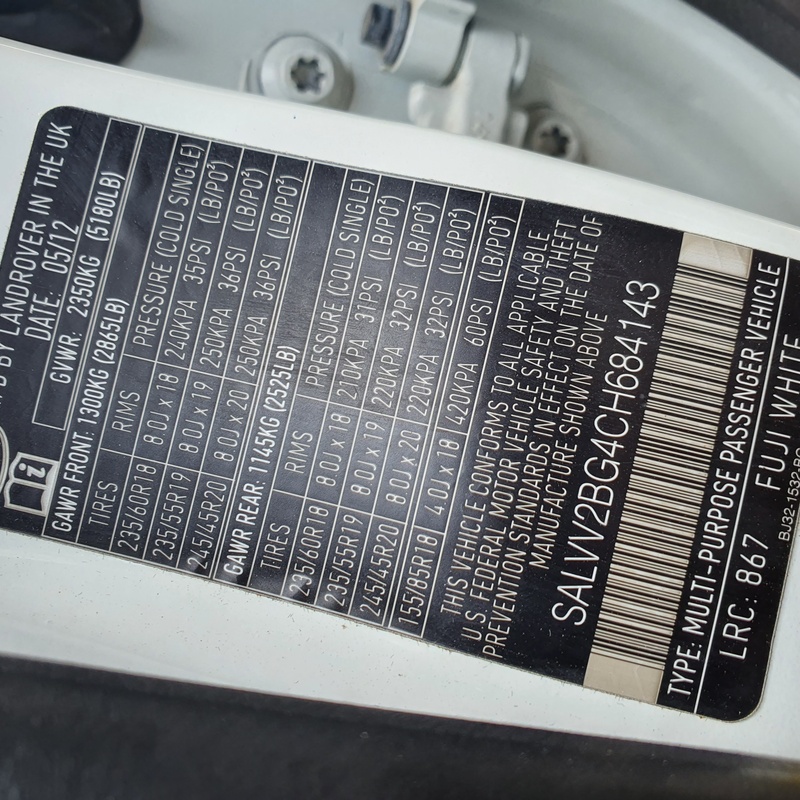 BY LANDROVER IN THE UK
DATE: 05/12
GVWR: 2350KG (5180LB)
GAWR FRONT: 1300KG (2865LB)
TIRES RIMS PRESSURE (COLD SINGLE)
235/60R18 8.0J x 18 240KPA 35PSI (LB/PO²)
235/55R19 8.0J x 19 250KPA 36PSI (LB/PO²)
245/45R20 8.0J x 20 250KPA 36PSI (LB/PO²)
GAWR REAR: 1145KG (2525LB)
TIRES RIMS PRESSURE (COLD SINGLE)
235/60R18 8.0J x 18 210KPA 31PSI (LB/PO²)
235/55R19 8.0J x 19 220KPA 32PSI (LB/PO²)
245/45R20 8.0J x 20 220KPA 32PSI (LB/PO²)
155/85R18 4.0J x 18 420KPA 60PSI (LB/PO²)
THIS VEHICLE CONFORMS TO ALL APPLICABLE
U.S. FEDERAL MOTOR VEHICLE SAFETY AND THEFT
PREVENTION STANDARDS IN EFFECT ON THE DATE OF
MANUFACTURE SHOWN ABOVE
SALVV2BG4CH684143
TYPE: MULTI-PURPOSE PASSENGER VEHICLE
LRC: 867 FUJI WHITE